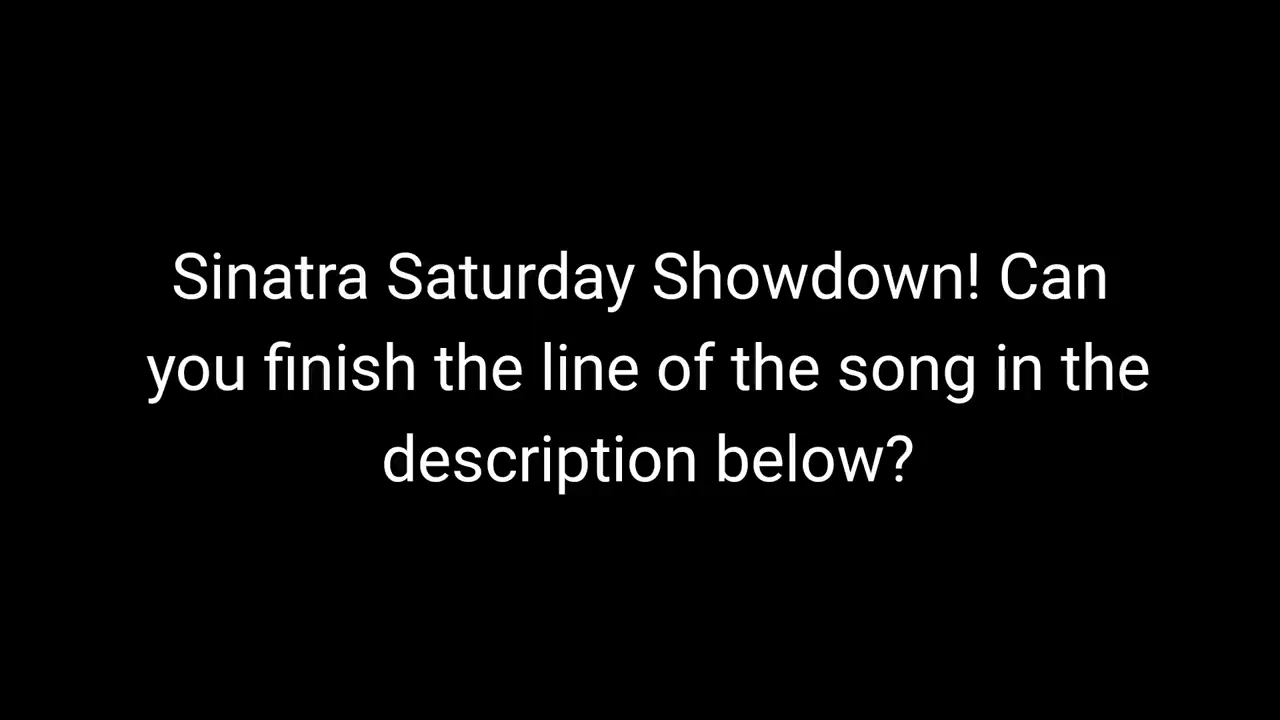 Sinatra Saturday Showdown! Can
you finish the line of the song in the
description below?